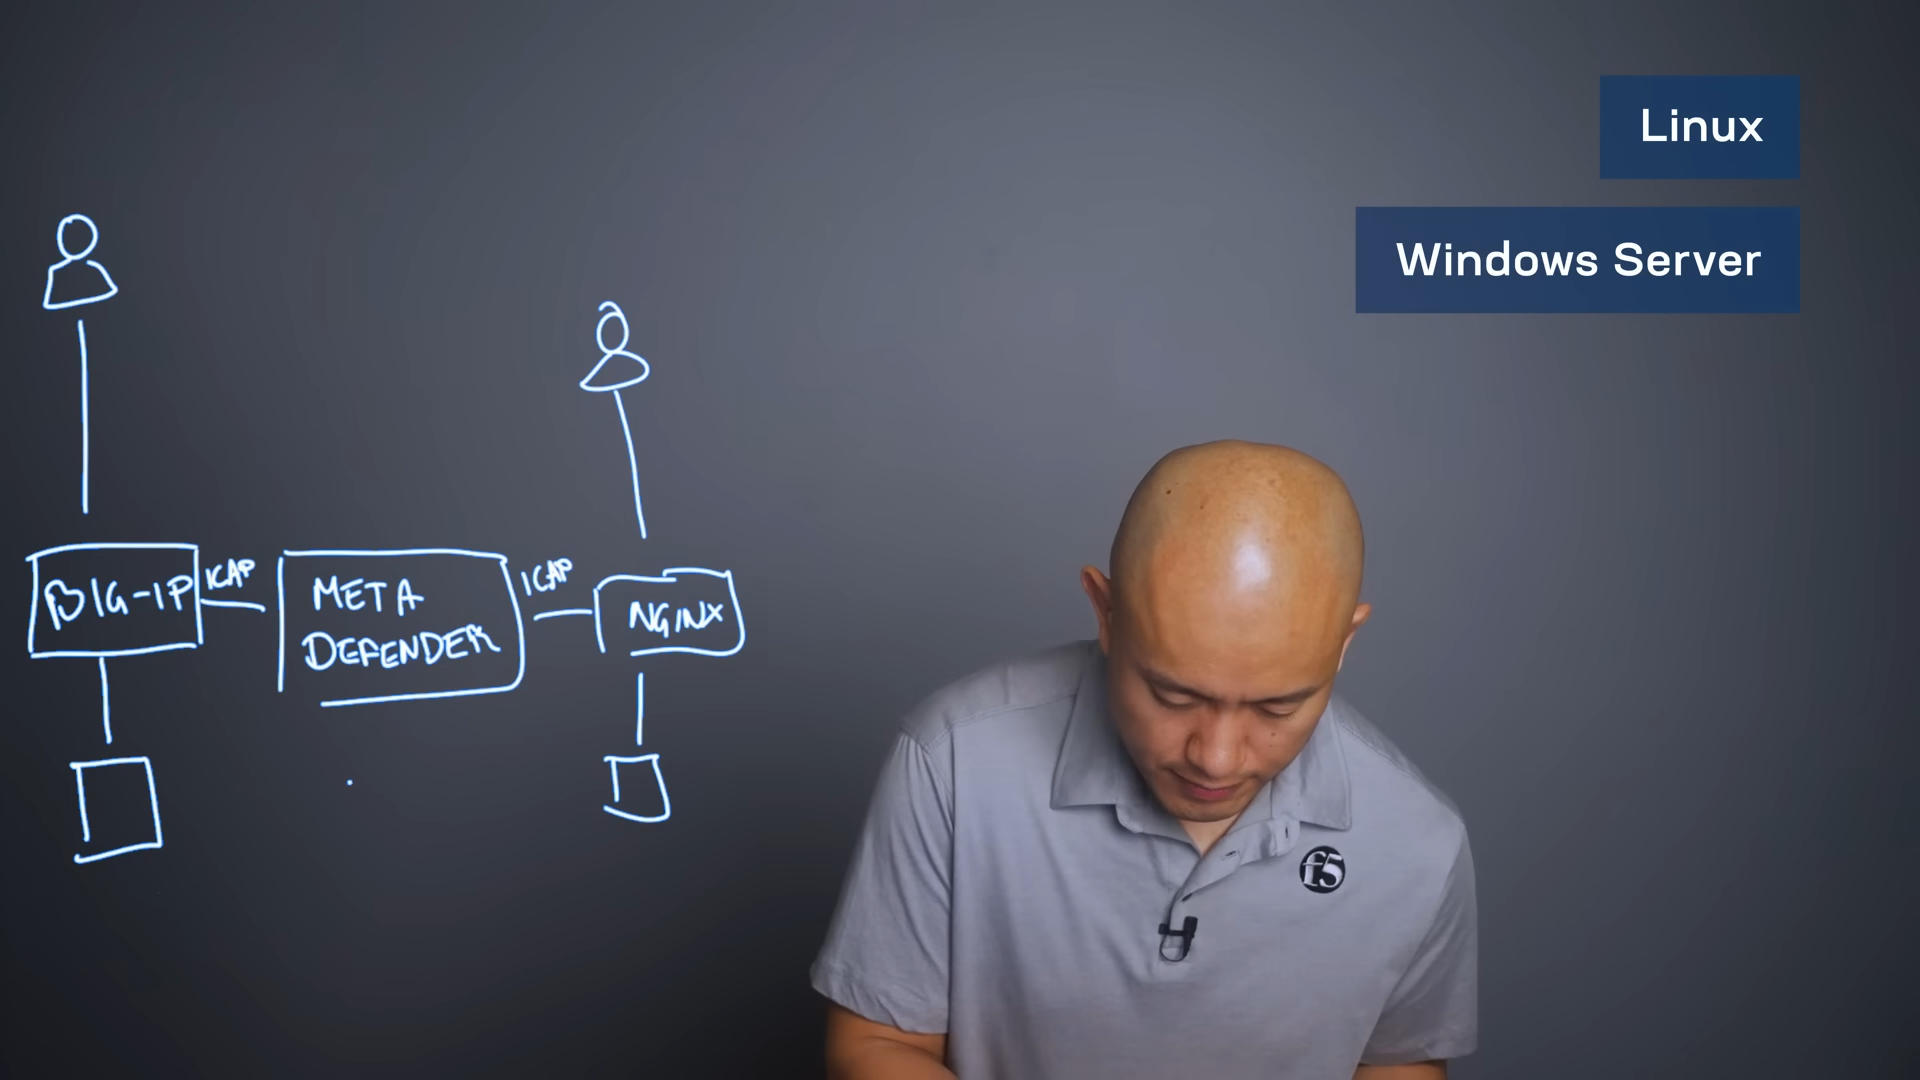 Linux
Windows Server
BIG-IP
ICAP
META
DEFENDER
ICAP
NGINX
f5